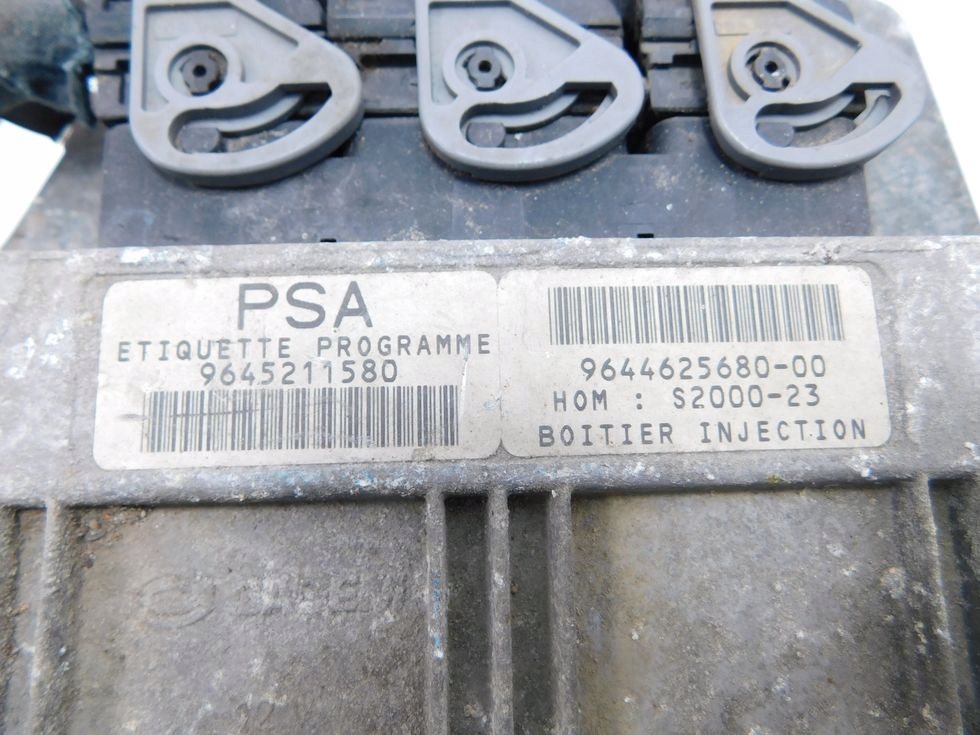 PSA
ETIQUETTE PROGRAMME
9645211580
9644625680-00
HOM : S2000-23
BOITIER INJECTION